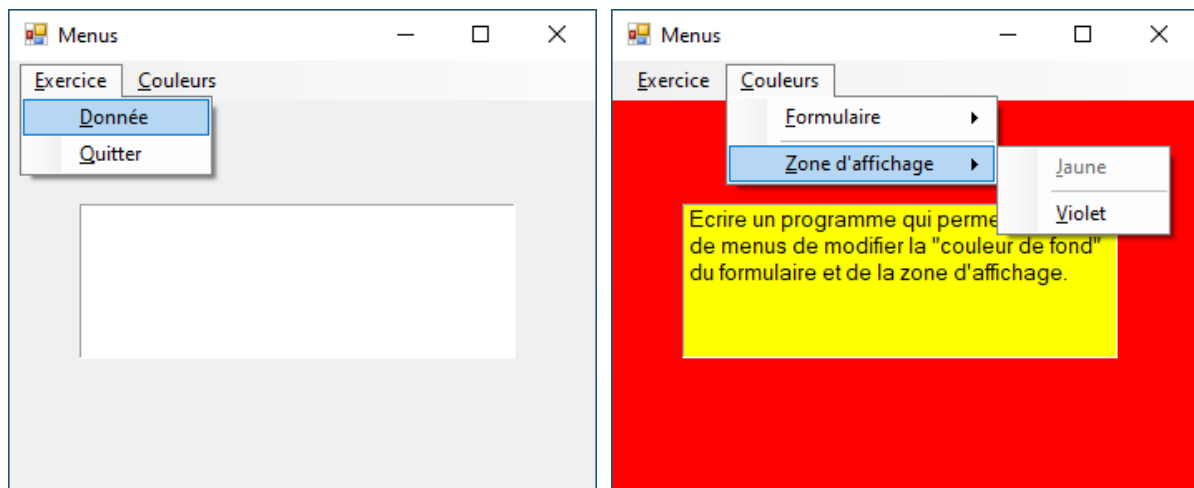 Menus
Exercice Couleurs
Donnée
Quitter
Menus
Exercice Couleurs
Formulaire
Zone d'affichage
Jaune
Violet
Ecrire un programme qui
de menus de modifier la "couleur de fond"
du formulaire et de la zone d'affichage.